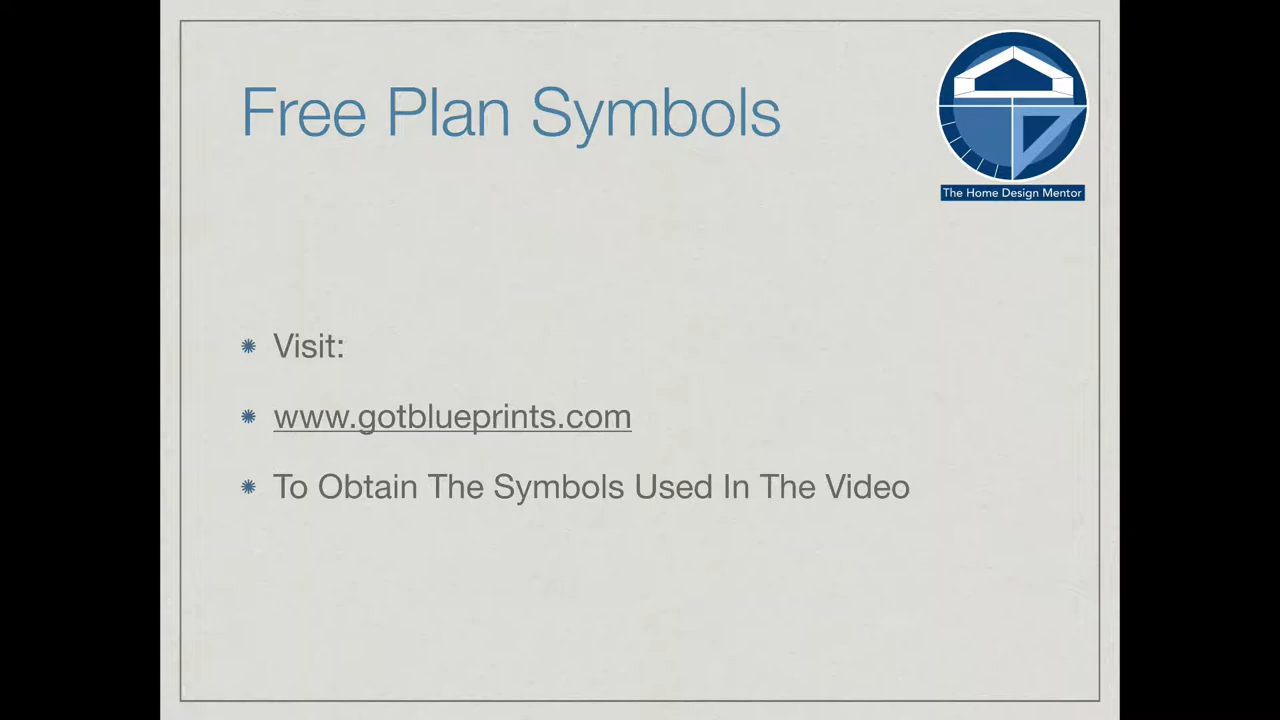 Free Plan Symbols
The Home Design Mentor
Visit:
www.gotblueprints.com
To Obtain The Symbols Used In The Video